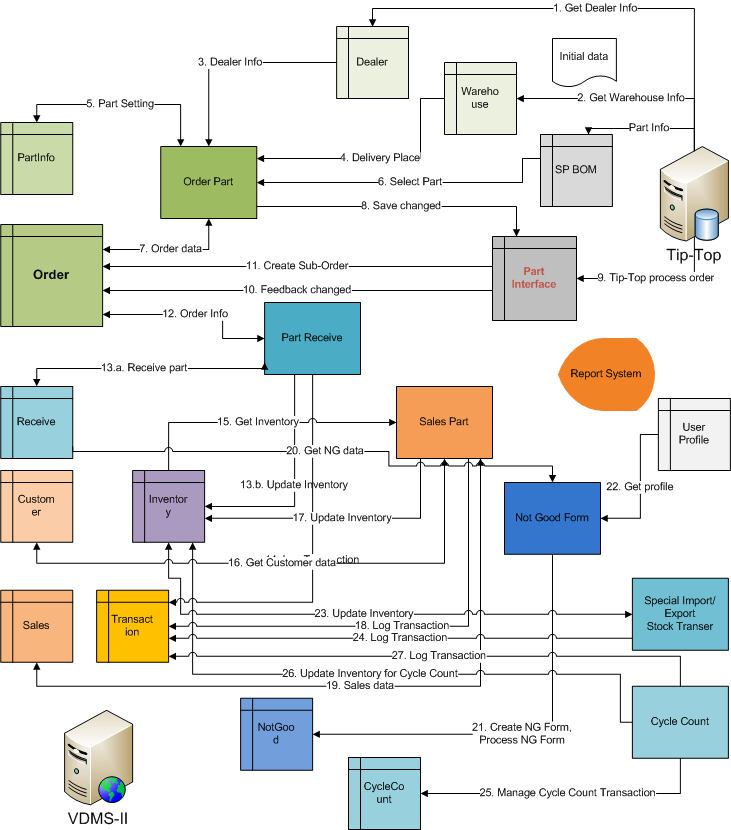 1. Get Dealer Info
Initial data
3. Dealer Info
Dealer
Wareho
use
2. Get Warehouse Info
5. Part Setting
Part Info
PartInfo
Order Part
4. Delivery Place
SP BOM
6. Select Part
8. Save changed
Tip-Top
7. Order data
Order
11. Create Sub-Order
Part
Interface
9. Tip-Top process order
10. Feedback changed
12. Order Info
Part Receive
13.a. Receive part
Report System
Receive
15. Get Inventory
Sales Part
User
Profile
20. Get NG data
13.b. Update Inventory
22. Get profile
Custom
er
Inventor
y
17. Update Inventory
Not Good Form
16. Get Customer data
ction
Sales
Transact
ion
23. Update Inventory
18. Log Transaction
24. Log Transaction
Special Import/
Export
Stock Transer
27. Log Transaction
26. Update Inventory for Cycle Count
19. Sales data
NotGoo
d
21. Create NG Form,
Process NG Form
Cycle Count
CycleCo
unt
25. Manage Cycle Count Transaction
VDMS-II